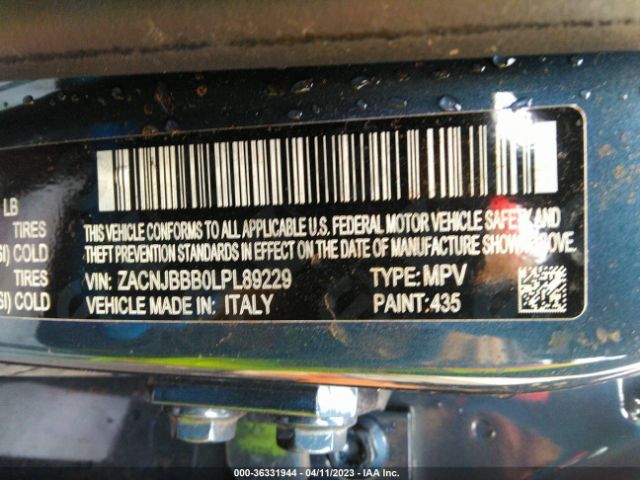 LB
TIRES
SI) COLD
TIRES
SI) COLD
THIS VEHICLE CONFORMS TO ALL APPLICABLE U.S. FEDERAL MOTOR VEHICLE SAFETY AND
THEFT PREVENTION STANDARDS IN EFFECT ON THE DATE OF MANUFACTURE SHOWN ABOVE.
VIN: ZACNJBBB0LPL89229 TYPE: MPV
VEHICLE MADE IN: ITALY PAINT: 435
000-36331944 - 04/11/2023 - IAA Inc.